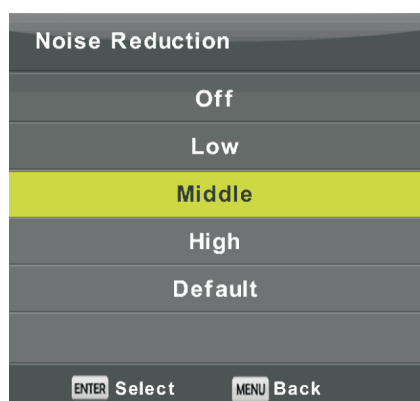 Noise Reduction
Off
Low
Middle
High
Default
ENTER Select MENU Back